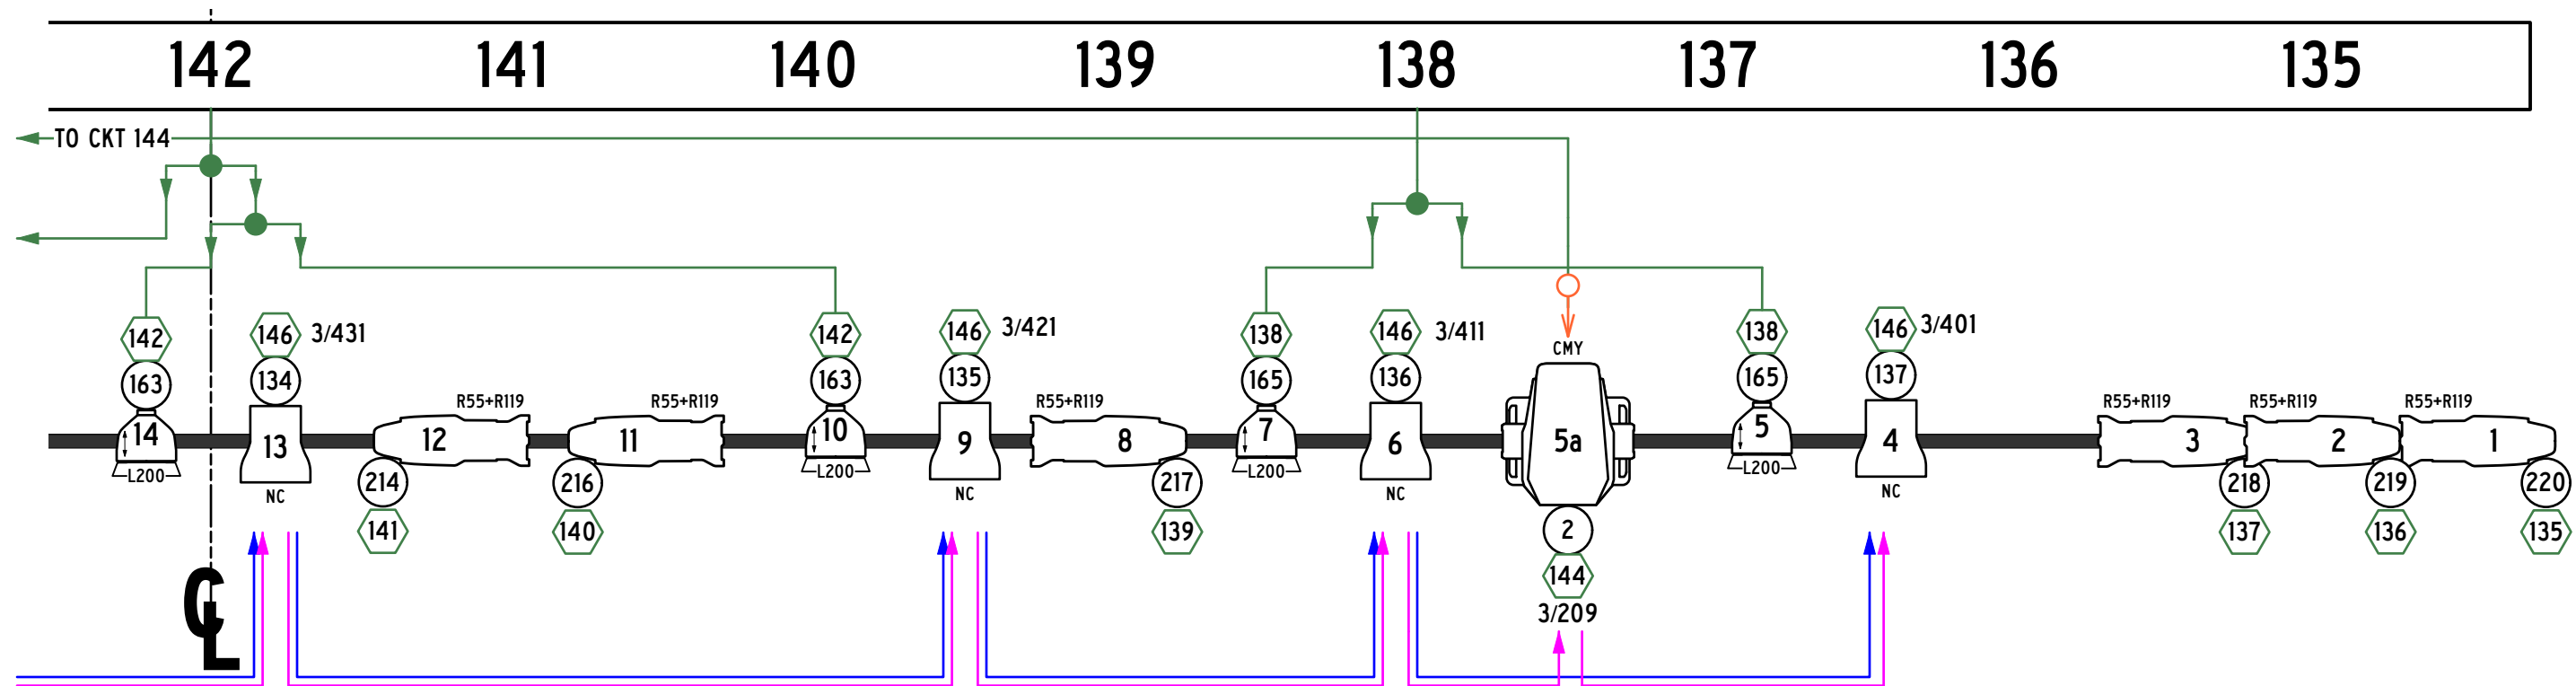 142 141 140 139 138 137 136 135
TO CKT 144
142 146 3/431 142 146 3/421 138 146 3/411 138 146 3/401
CMY
163 134 163 135 165 136 165 137
R55+R119 R55+R119 R55+R119 R55+R119 R55+R119 R55+R119
14 13 12 11 10 9 8 7 6 5a 5 4 3 2 1
L200 L200 L200 L200
NC NC NC NC
214 216 217 218 219 220
141 140 139 2 137 136 135
144
3/209
CL